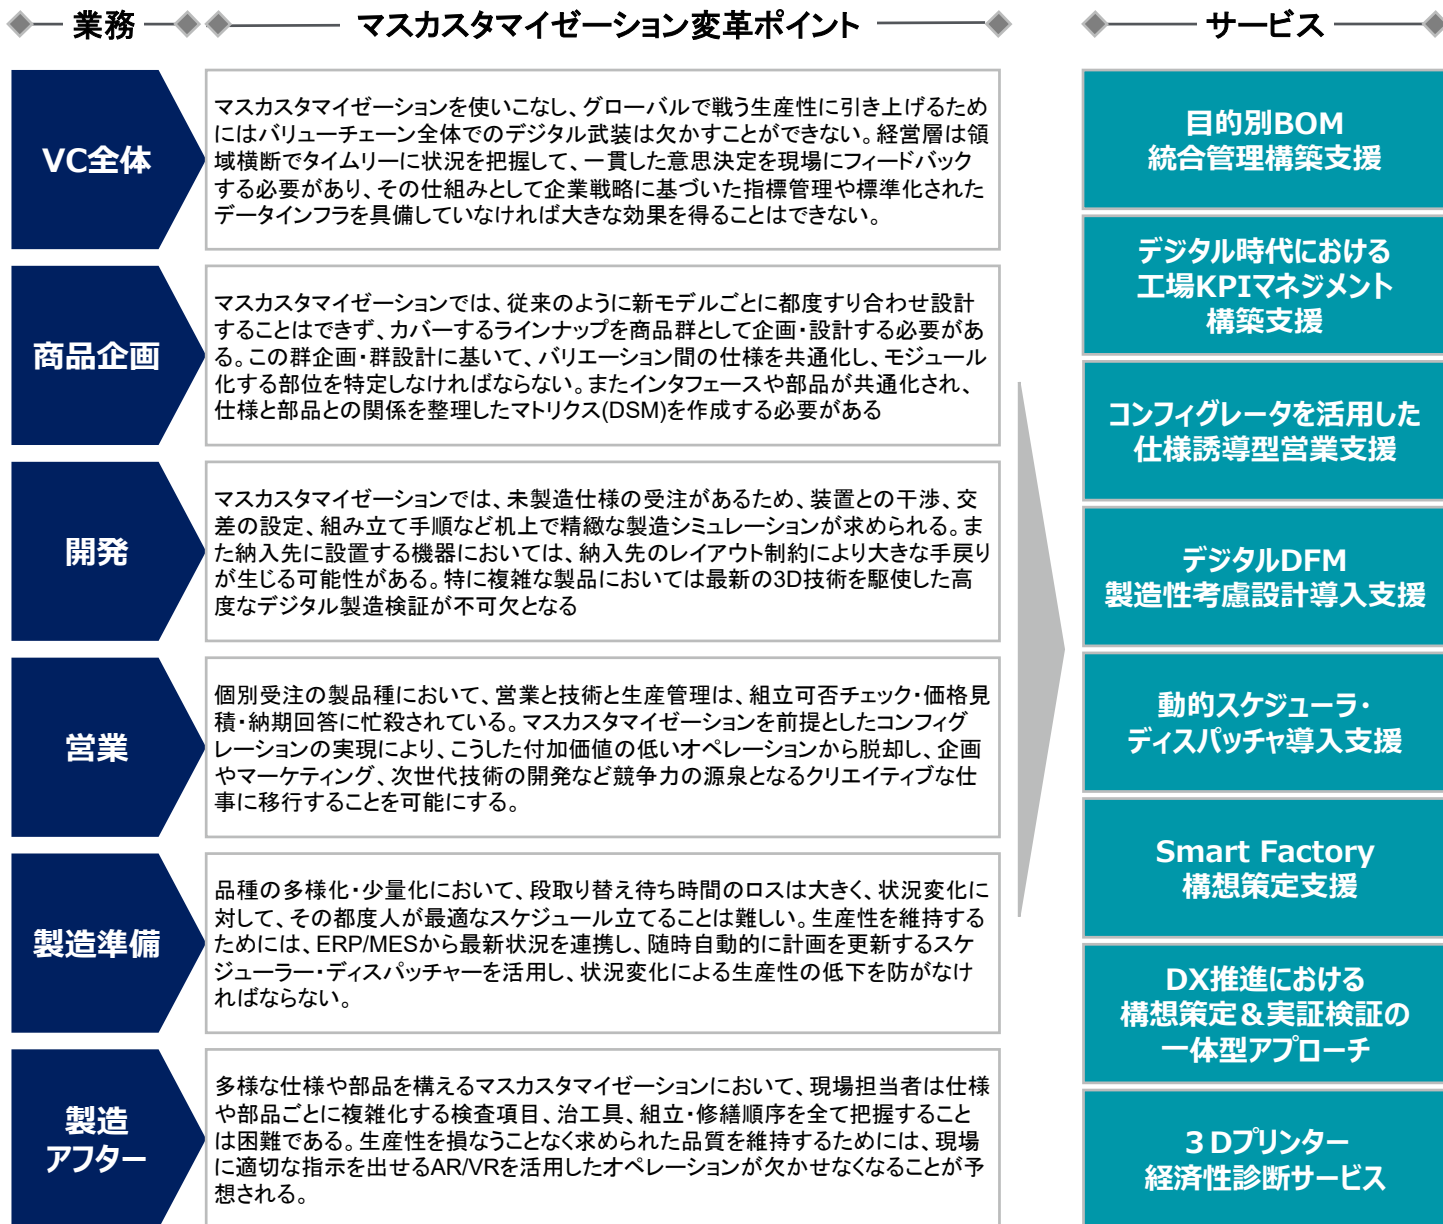 業務
マスカスタマイゼーション変革ポイント
サービス
VC全体
マスカスタマイゼーションを使いこなし、グローバルで戦う生産性に引き上げるため
にはバリューチェーン全体でのデジタル武装は欠かすことができない。経営層は領
域横断でタイムリーに状況を把握して、一貫した意思決定を現場にフィードバック
する必要があり、その仕組みとして企業戦略に基づいた指標管理や標準化された
データインフラを具備していなければ大きな効果を得ることはできない。
商品企画
マスカスタマイゼーションでは、従来のように新モデルごとに都度すり合わせ設計
することはできず、カバーするラインナップを商品群として企画・設計する必要があ
る。この群企画・群設計に基いて、バリエーション間の仕様を共通化し、モジュール
化する部位を特定しなければならない。またインタフェースや部品が共通化され、
仕様と部品との関係を整理したマトリクス(DSM)を作成する必要がある
開発
マスカスタマイゼーションでは、未製造仕様の受注があるため、装置との干渉、交
差の設定、組み立て手順など机上で精緻な製造シミュレーションが求められる。ま
た納入先に設置する機器においては、納入先のレイアウト制約により大きな手戻り
が生じる可能性がある。特に複雑な製品においては最新の3D技術を駆使した高
度なデジタル製造検証が不可欠となる
営業
個別受注の製品種において、営業と技術と生産管理は、組立可否チェック・価格見
積・納期回答に忙殺されている。マスカスタマイゼーションを前提としたコンフィグ
レーションの実現により、こうした付加価値の低いオペレーションから脱却し、企画
やマーケティング、次世代技術の開発など競争力の源泉となるクリエイティブな仕
事に移行することを可能にする。
製造準備
品種の多様化・少量化において、段取り替え待ち時間のロスは大きく、状況変化に
対して、その都度人が最適なスケジュール立てることは難しい。生産性を維持する
ためには、ERP/MESから最新状況を連携し、随時自動的に計画を更新するスケ
ジューラー・ディスパッチャーを活用し、状況変化による生産性の低下を防がなけ
ればならない。
製造
アフター
多様な仕様や部品を構えるマスカスタマイゼーションにおいて、現場担当者は仕様
や部品ごとに複雑化する検査項目、治工具、組立・修繕順序を全て把握すること
は困難である。生産性を損なうことなく求められた品質を維持するためには、現場
に適切な指示を出せるAR/VRを活用したオペレーションが欠かせなくなることが予
想される。
目的別BOM
統合管理構築支援
デジタル時代における
工場KPIマネジメント
構築支援
コンフィグレータを活用した
仕様誘導型営業支援
デジタルDFM
製造性考慮設計導入支援
動的スケジューラ・
ディスパッチャ導入支援
Smart Factory
構想策定支援
DX推進における
構想策定＆実証検証の
一体型アプローチ
３Dプリンター
経済性診断サービス